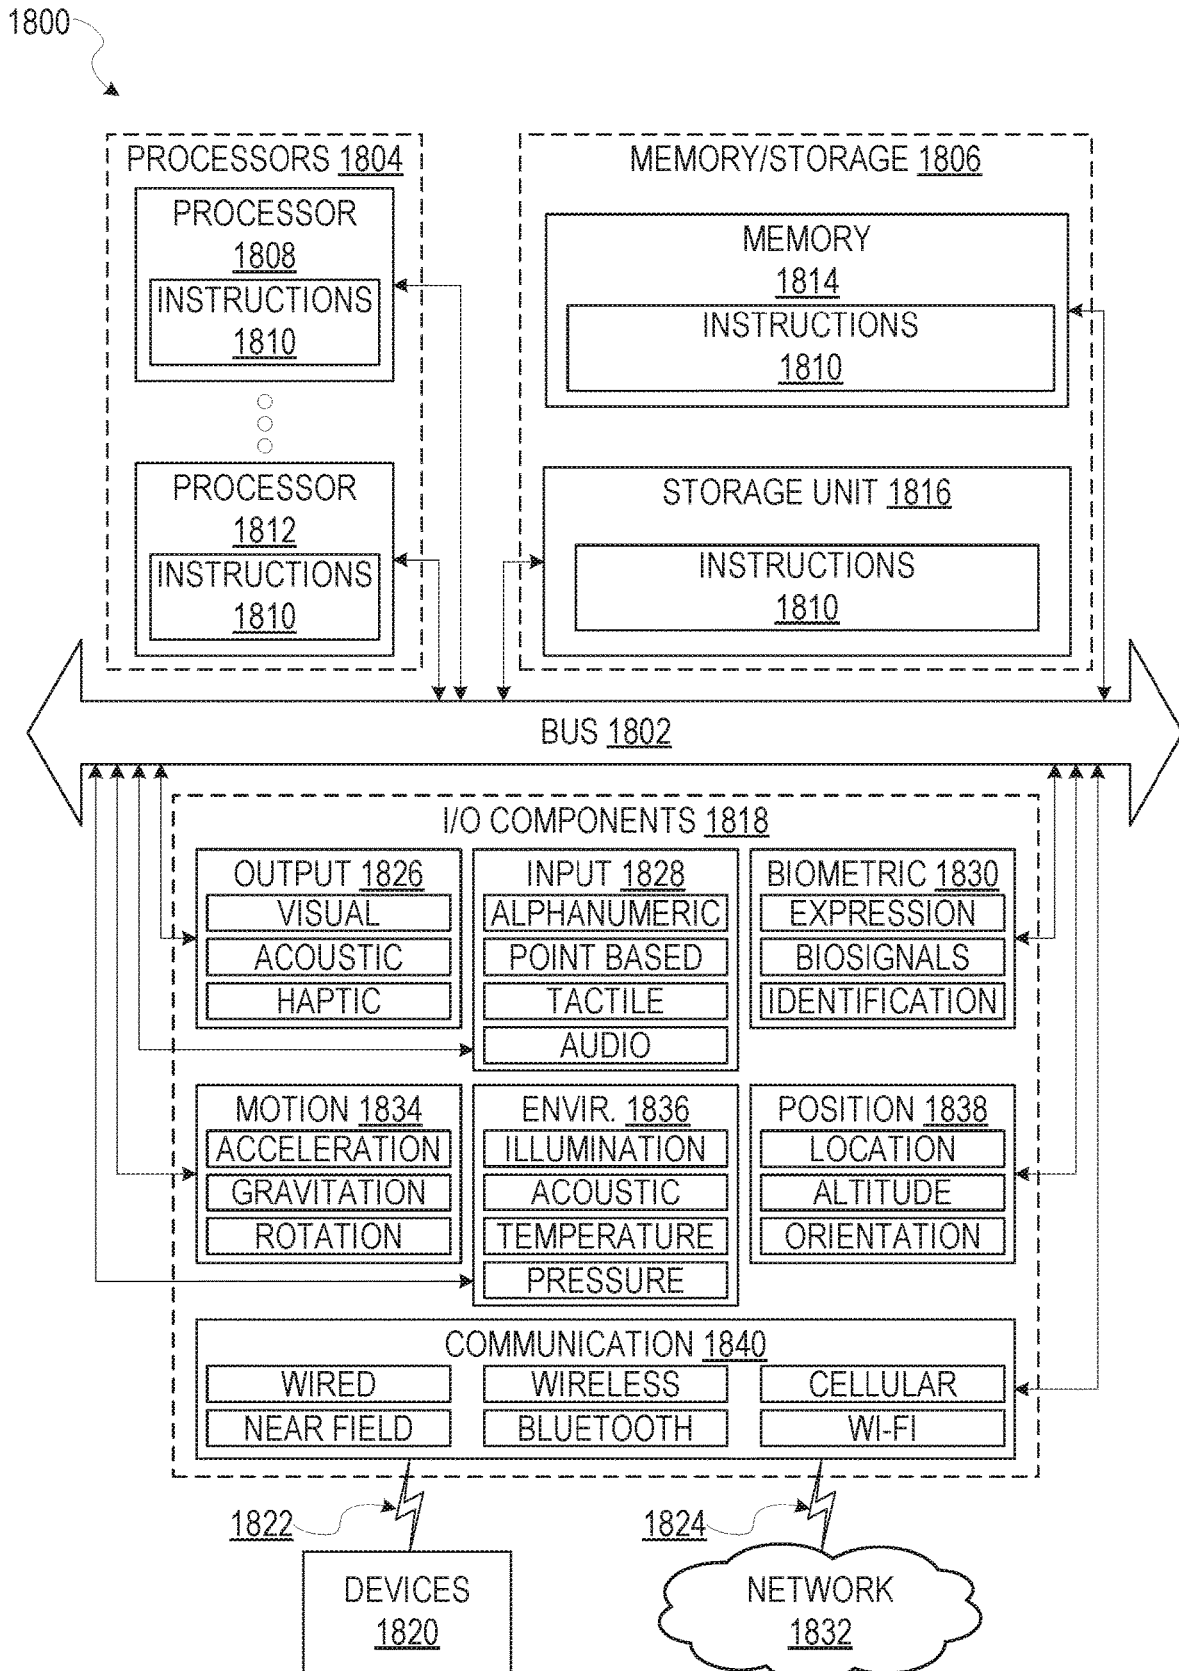 1800
PROCESSORS 1804
PROCESSOR
1808
INSTRUCTIONS
1810
PROCESSOR
1812
INSTRUCTIONS
1810
MEMORY/STORAGE 1806
MEMORY
1814
INSTRUCTIONS
1810
STORAGE UNIT 1816
INSTRUCTIONS
1810
BUS 1802
I/O COMPONENTS 1818
OUTPUT 1826
VISUAL
ACOUSTIC
HAPTIC
INPUT 1828
ALPHANUMERIC
POINT BASED
TACTILE
AUDIO
BIOMETRIC 1830
EXPRESSION
BIOSIGNALS
IDENTIFICATION
MOTION 1834
ACCELERATION
GRAVITATION
ROTATION
ENVIR. 1836
ILLUMINATION
ACOUSTIC
TEMPERATURE
PRESSURE
POSITION 1838
LOCATION
ALTITUDE
ORIENTATION
COMMUNICATION 1840
WIRED
WIRELESS
CELLULAR
NEAR FIELD
BLUETOOTH
WI-FI
1822
1824
DEVICES
1820
NETWORK
1832